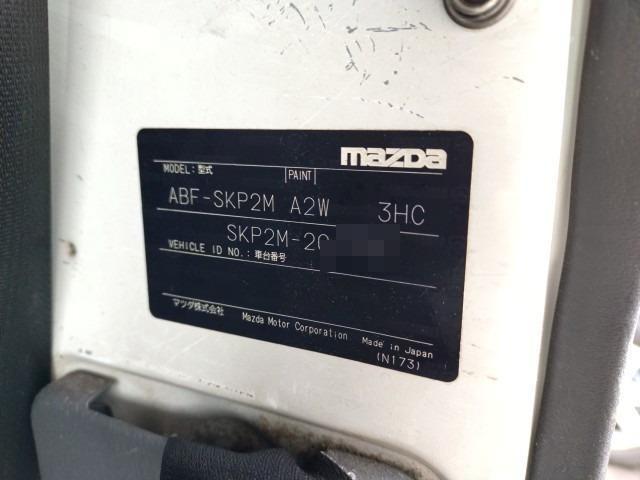 mazda
MODEL: 型式 PAINT
ABF-SKP2M A2W 3HC
SKP2M-20
VEHICLE ID NO.: 車台番号
マツダ株式会社 Mazda Motor Corporation Made in Japan
(N173)